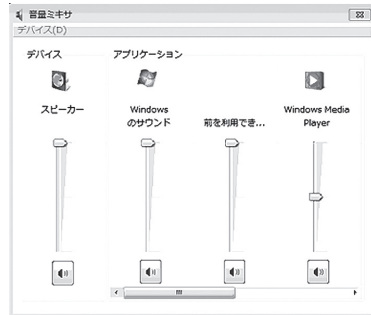 音量ミキサ
デバイス(D)
デバイス
アプリケーション
スピーカー
Windows
のサウンド
前を利用でき...
Windows Media
Player